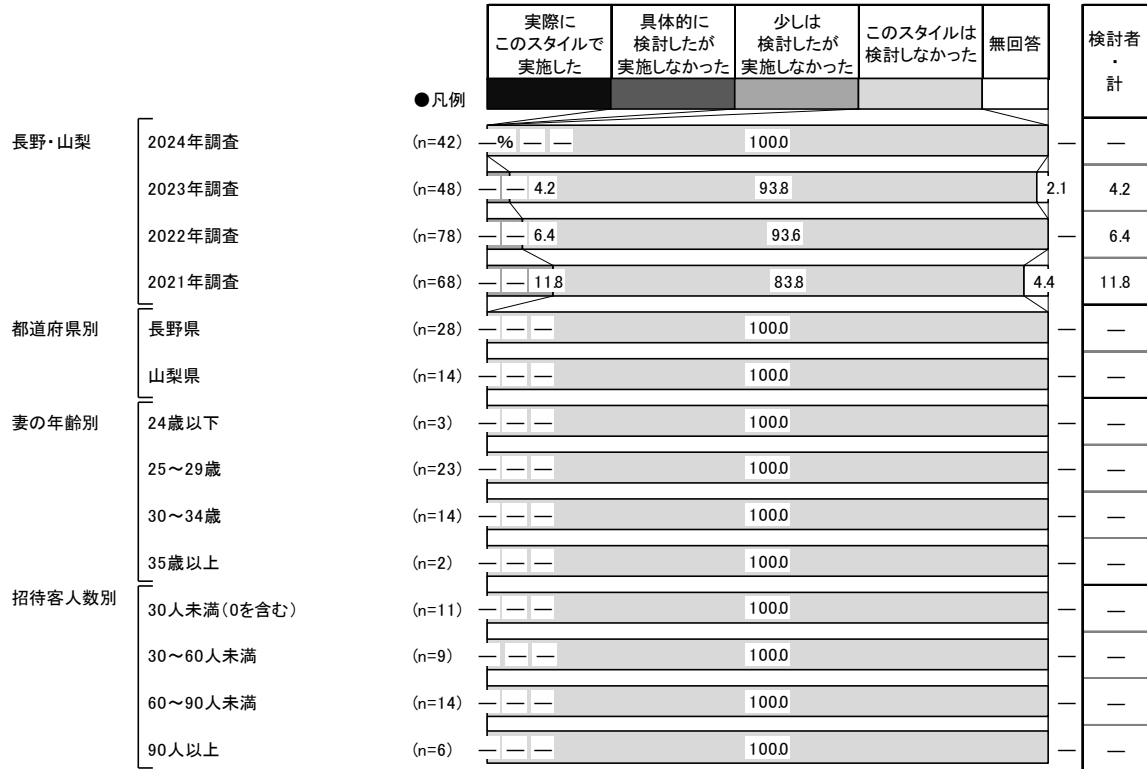 実際に
このスタイルで
実施した
具体的に
検討したが
実施しなかった
少しは
検討したが
実施しなかった
このスタイルは
検討しなかった
無回答
検討者
・
計
●凡例
長野・山梨 2024年調査 (n=42) —% — — 100.0 — —
2023年調査 (n=48) — — 4.2 93.8 2.1 4.2
2022年調査 (n=78) — — 6.4 93.6 — 6.4
2021年調査 (n=68) — — 11.8 83.8 4.4 11.8
都道府県別 長野県 (n=28) — — — 100.0 — —
山梨県 (n=14) — — — 100.0 — —
妻の年齢別 24歳以下 (n=3) — — — 100.0 — —
25〜29歳 (n=23) — — — 100.0 — —
30〜34歳 (n=14) — — — 100.0 — —
35歳以上 (n=2) — — — 100.0 — —
招待客人数別 30人未満(0を含む) (n=11) — — — 100.0 — —
30〜60人未満 (n=9) — — — 100.0 — —
60〜90人未満 (n=14) — — — 100.0 — —
90人以上 (n=6) — — — 100.0 — —